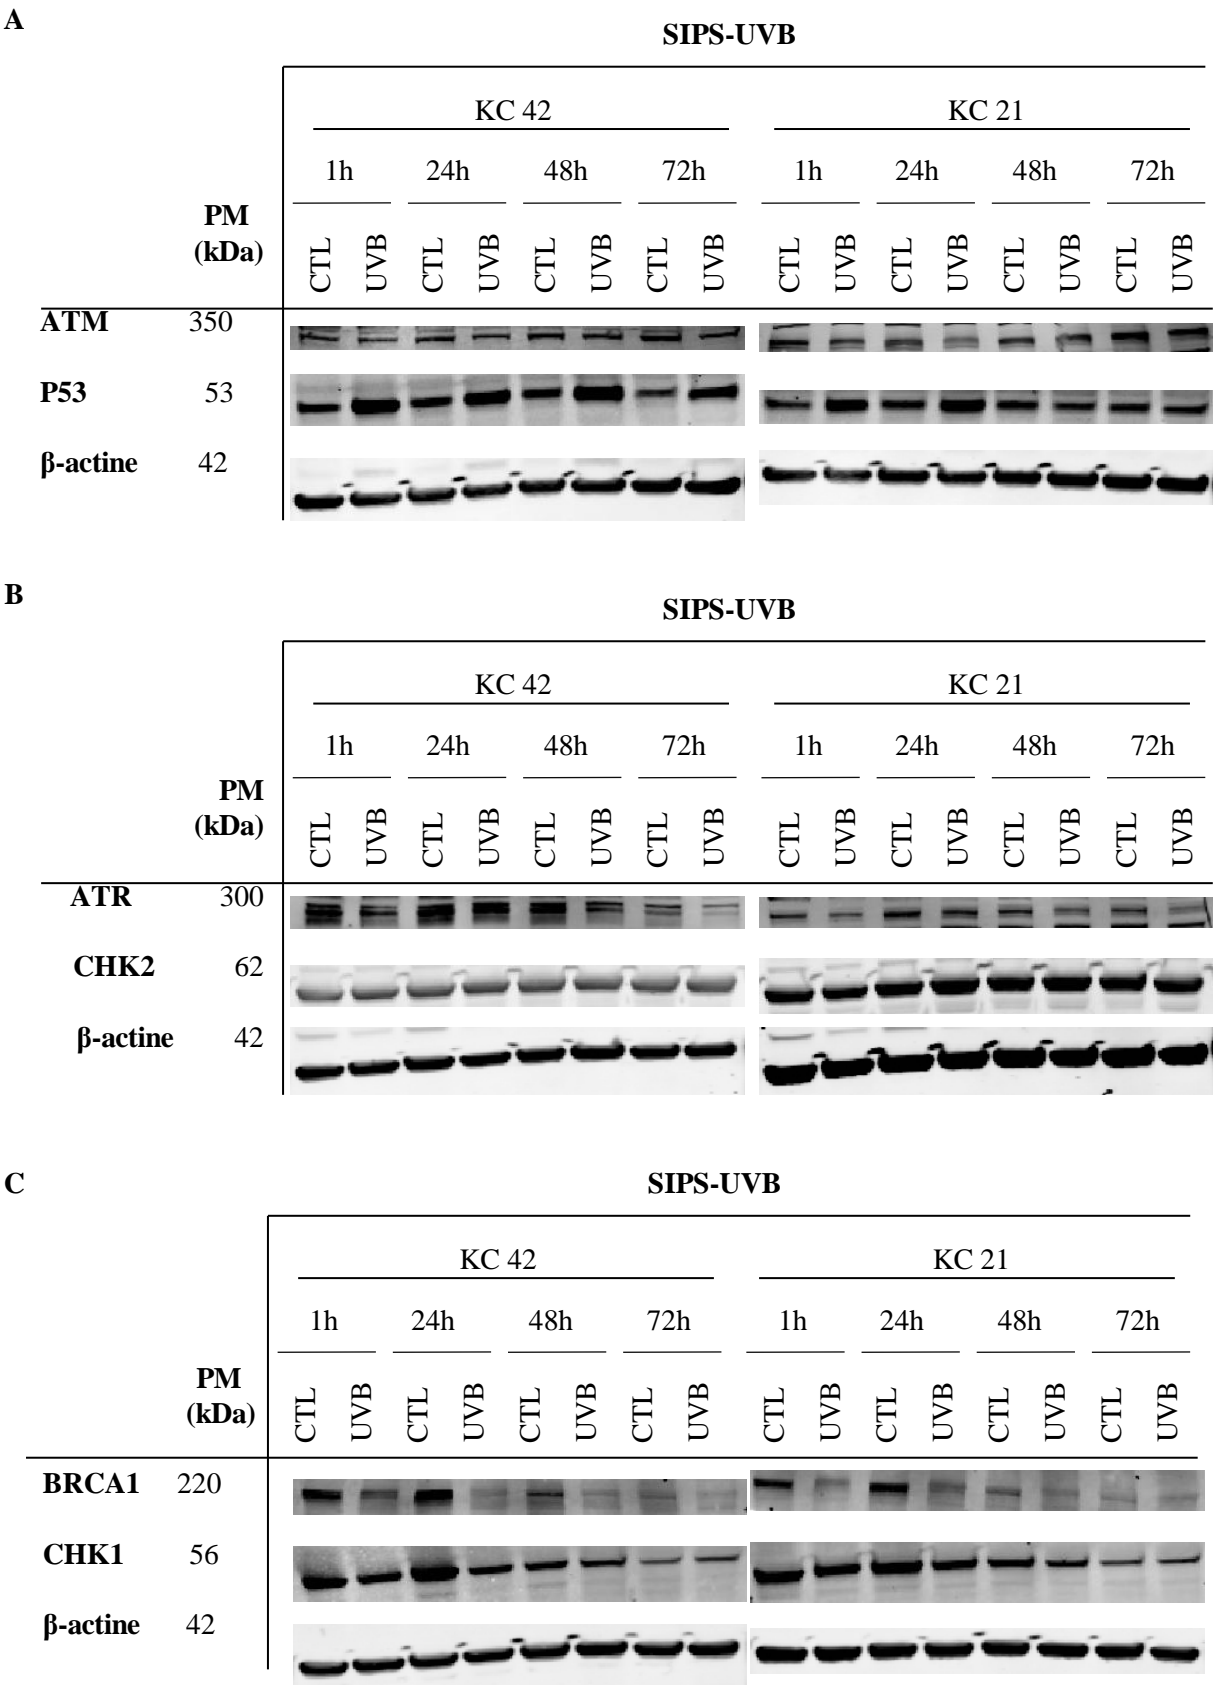 A
SIPS-UVB
KC 42 KC 21
1h 24h 48h 72h 1h 24h 48h 72h
PM
(kDa)
CTL UVB CTL UVB CTL UVB CTL UVB CTL UVB CTL UVB CTL UVB CTL UVB
ATM 350
P53 53
β-actine 42
B
SIPS-UVB
KC 42 KC 21
1h 24h 48h 72h 1h 24h 48h 72h
PM
(kDa)
CTL UVB CTL UVB CTL UVB CTL UVB CTL UVB CTL UVB CTL UVB CTL UVB
ATR 300
CHK2 62
β-actine 42
C
SIPS-UVB
KC 42 KC 21
1h 24h 48h 72h 1h 24h 48h 72h
PM
(kDa)
CTL UVB CTL UVB CTL UVB CTL UVB CTL UVB CTL UVB CTL UVB CTL UVB
BRCA1 220
CHK1 56
β-actine 42